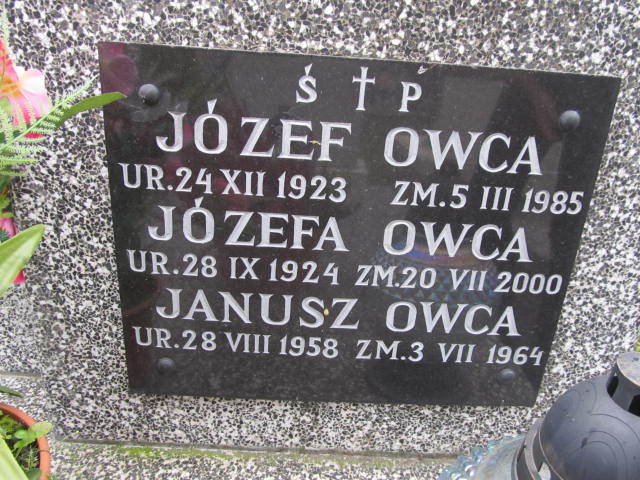 Ś † P
JÓZEF OWCA
UR.24 XII 1923 ZM.5 III 1985
JÓZEFA OWCA
UR.28 IX 1924 ZM.20 VII 2000
JANUSZ OWCA
UR.28 VIII 1958 ZM.3 VII 1964